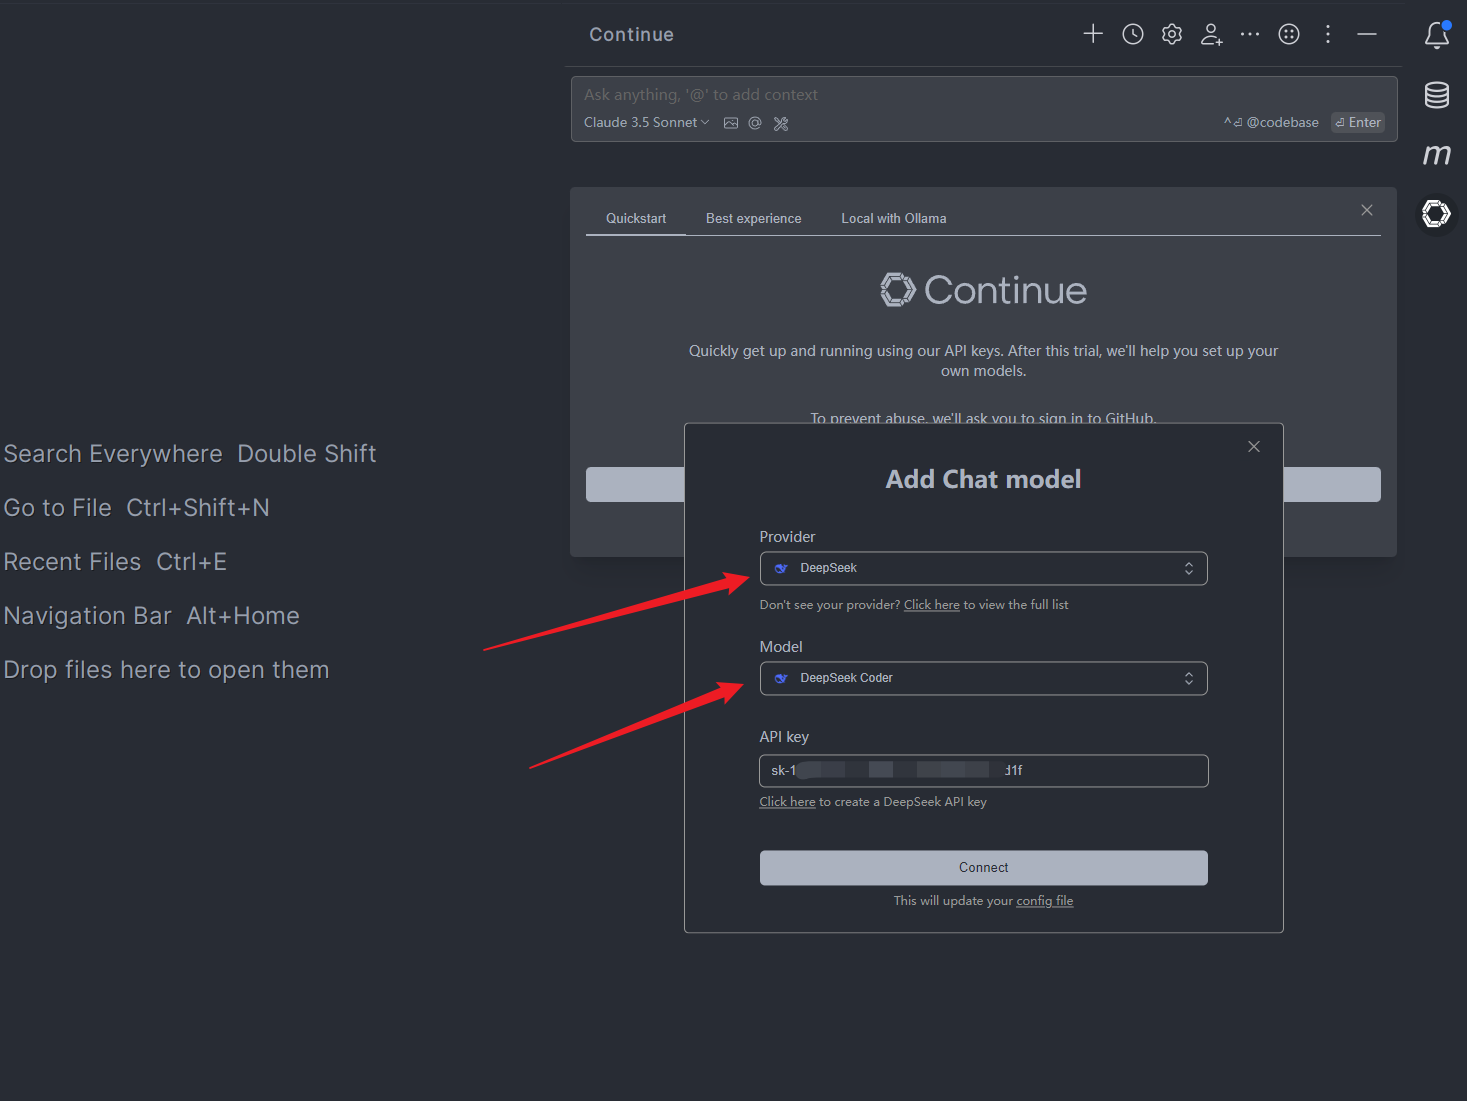 Continue
Ask anything, '@' to add context
Claude 3.5 Sonnet
^⏎ @codebase ⏎ Enter
m
Quickstart Best experience Local with Ollama
Continue
Quickly get up and running using our API keys. After this trial, we'll help you set up your
own models.
To prevent abuse, we'll ask you to sign in to GitHub.
Search Everywhere Double Shift
Go to File Ctrl+Shift+N
Recent Files Ctrl+E
Navigation Bar Alt+Home
Drop files here to open them
Add Chat model
Provider
DeepSeek
Don't see your provider? Click here to view the full list
Model
DeepSeek Coder
API key
sk-1 d1f
Click here to create a DeepSeek API key
Connect
This will update your config file